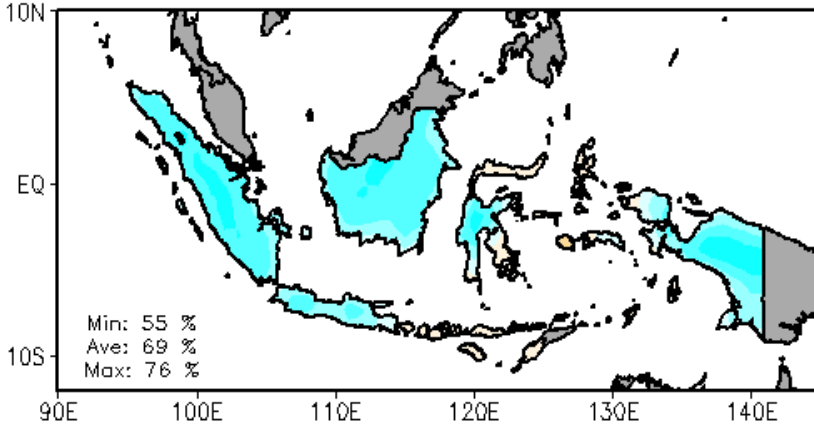 10N
EQ
10S
Min: 55 %
Ave: 69 %
Max: 76 %
90E 100E 110E 120E 130E 140E